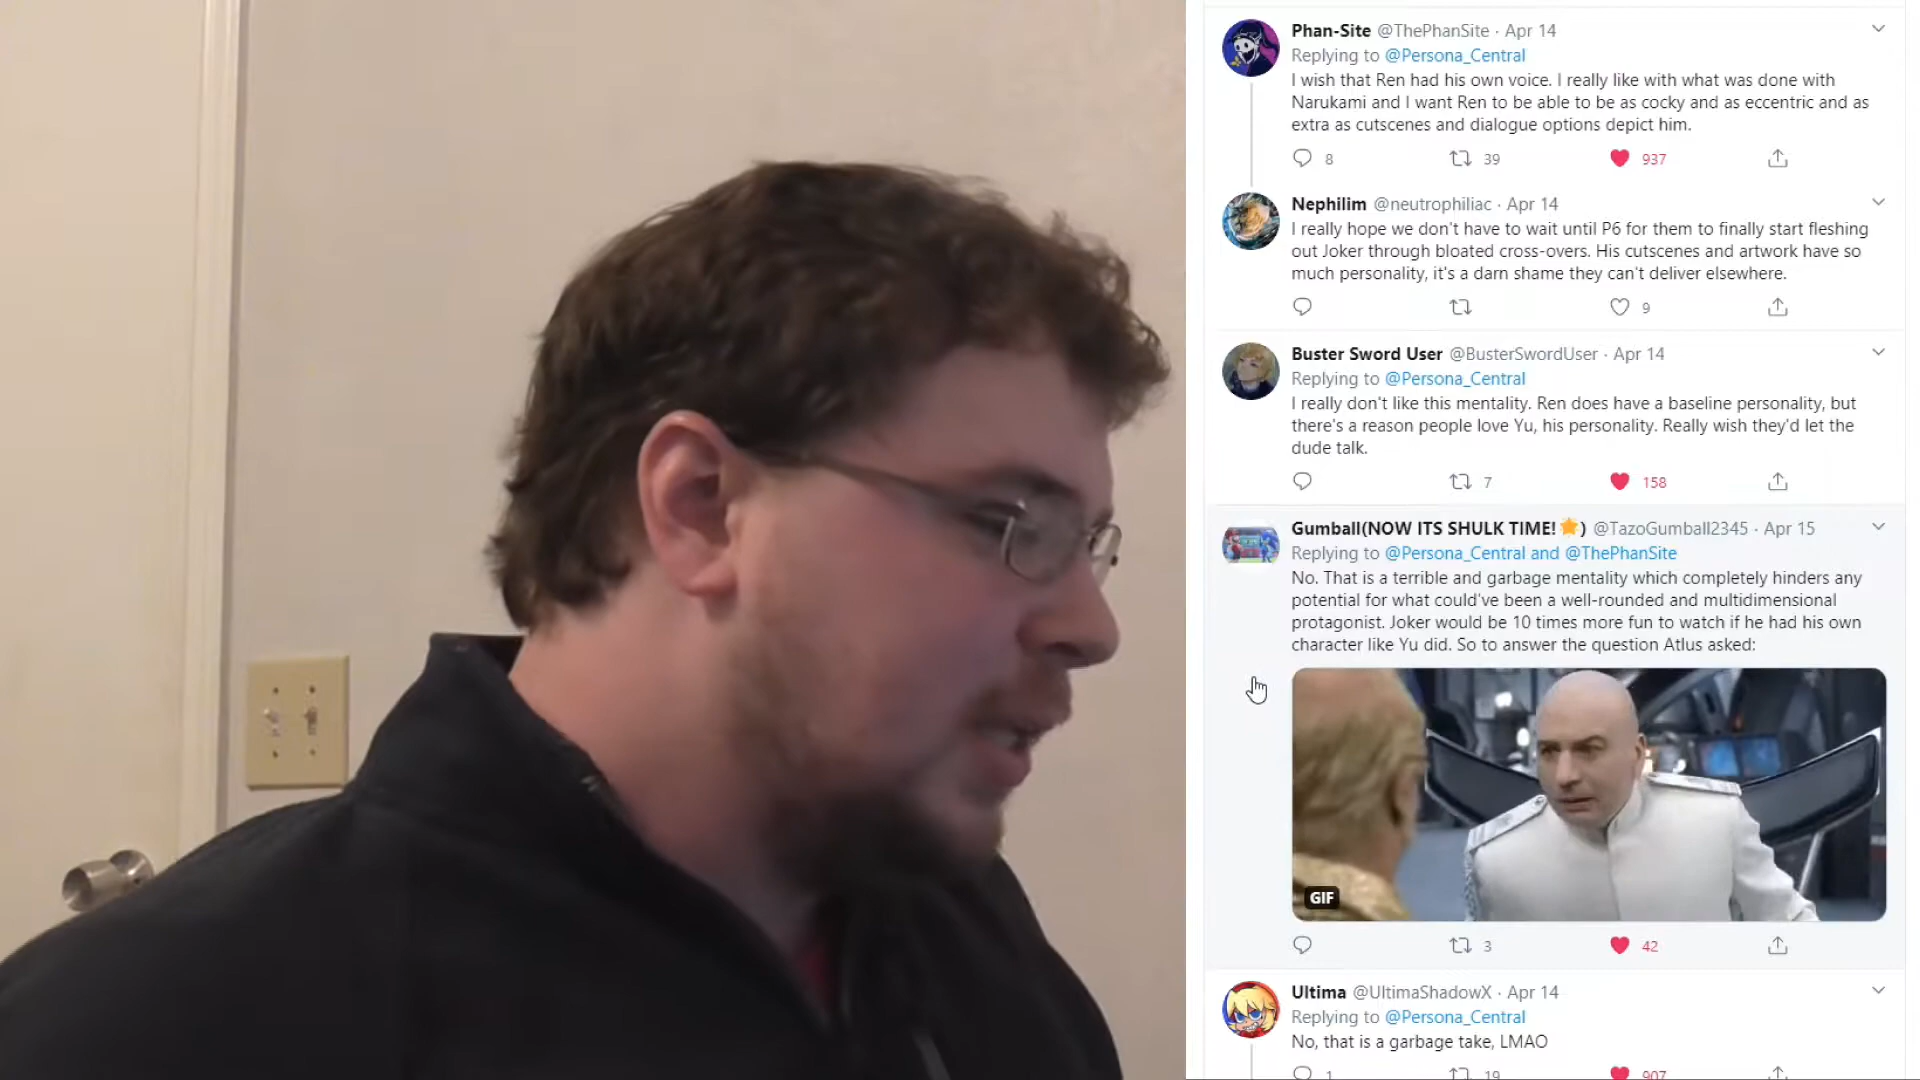 Phan-Site @ThePhanSite · Apr 14
Replying to @Persona_Central
I wish that Ren had his own voice. I really like with what was done with
Narukami and I want Ren to be able to be as cocky and as eccentric and as
extra as cutscenes and dialogue options depict him.
8 39 937
Nephilim @neutrophiliac · Apr 14
I really hope we don't have to wait until P6 for them to finally start fleshing
out Joker through bloated cross-overs. His cutscenes and artwork have so
much personality, it's a darn shame they can't deliver elsewhere.
9
Buster Sword User @BusterSwordUser · Apr 14
Replying to @Persona_Central
I really don't like this mentality. Ren does have a baseline personality, but
there's a reason people love Yu, his personality. Really wish they'd let the
dude talk.
7 158
Gumball(NOW ITS SHULK TIME!🌟) @TazoGumball2345 · Apr 15
Replying to @Persona_Central and @ThePhanSite
No. That is a terrible and garbage mentality which completely hinders any
potential for what could've been a well-rounded and multidimensional
protagonist. Joker would be 10 times more fun to watch if he had his own
character like Yu did. So to answer the question Atlus asked:
GIF
3 42
Ultima @UltimaShadowX · Apr 14
Replying to @Persona_Central
No, that is a garbage take, LMAO
1 19 907